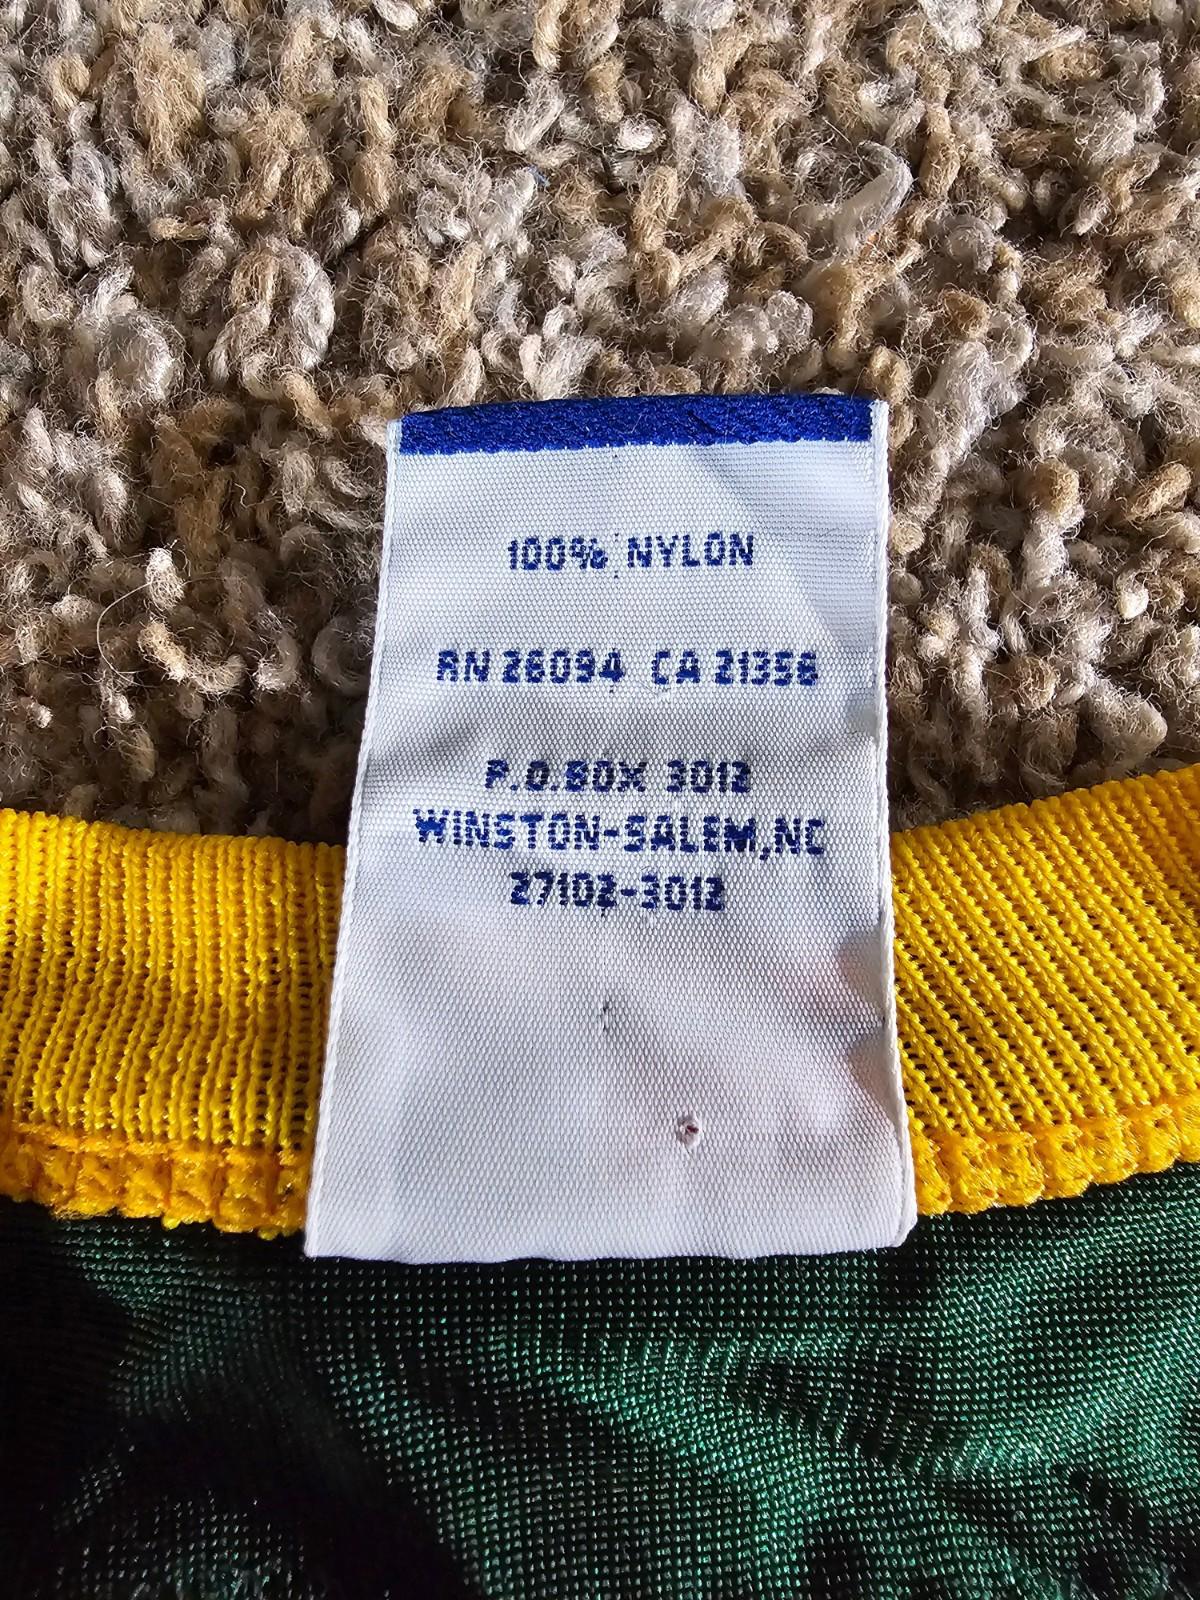 100% NYLON
RN 26094 CA 21356
P.O.BOX 3012
WINSTON-SALEM,NC
27102-3012